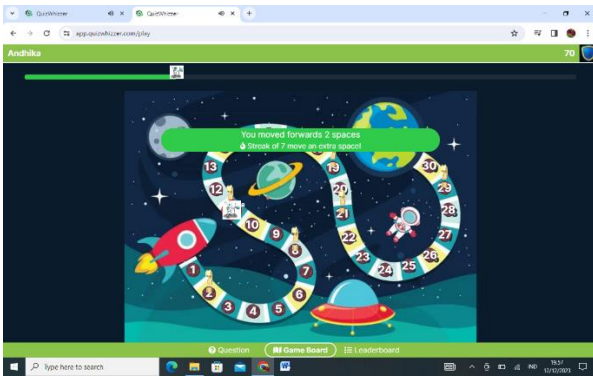 QuizWhizzer
QuizWhizzer
app.quizwhizzer.com/play
Andhika
70
You moved forwards 2 spaces
Streak of 7 move an extra space!
13
12
10
9
8
7
6
5
4
3
2
1
19
20
21
22
23
24
25
26
27
28
29
30
Question
Game Board
Leaderboard
Type here to search
IND
19:57
12/12/2023